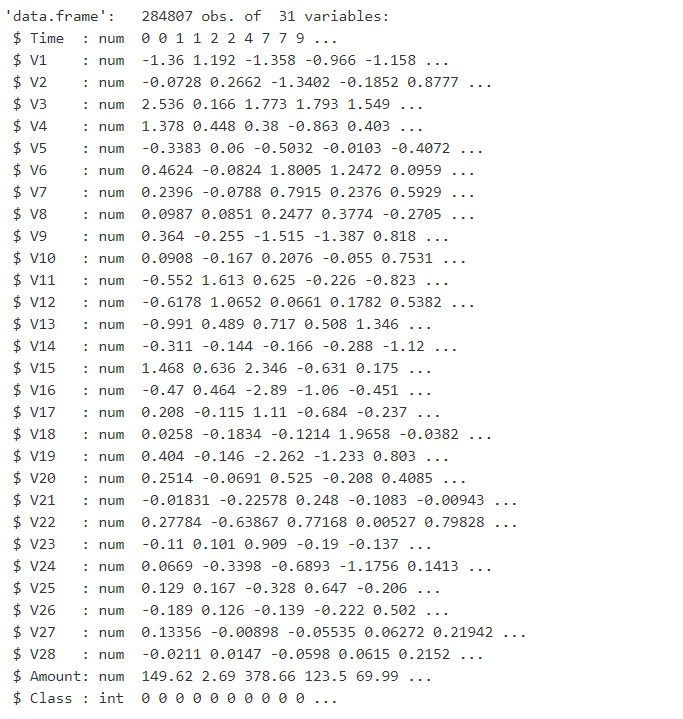 'data.frame':   284807 obs. of  31 variables:
 $ Time  : num  0 0 1 1 2 2 4 7 7 9 ...
 $ V1    : num  -1.36 1.192 -1.358 -0.966 -1.158 ...
 $ V2    : num  -0.0728 0.2662 -1.3402 -0.1852 0.8777 ...
 $ V3    : num  2.536 0.166 1.773 1.793 1.549 ...
 $ V4    : num  1.378 0.448 0.38 -0.863 0.403 ...
 $ V5    : num  -0.3383 0.06 -0.5032 -0.0103 -0.4072 ...
 $ V6    : num  0.4624 -0.0824 1.8005 1.2472 0.0959 ...
 $ V7    : num  0.2396 -0.0788 0.7915 0.2376 0.5929 ...
 $ V8    : num  0.0987 0.0851 0.2477 0.3774 -0.2705 ...
 $ V9    : num  0.364 -0.255 -1.515 -1.387 0.818 ...
 $ V10   : num  0.0908 -0.167 0.2076 -0.055 0.7531 ...
 $ V11   : num  -0.552 1.613 0.625 -0.226 -0.823 ...
 $ V12   : num  -0.6178 1.0652 0.0661 0.1782 0.5382 ...
 $ V13   : num  -0.991 0.489 0.717 0.508 1.346 ...
 $ V14   : num  -0.311 -0.144 -0.166 -0.288 -1.12 ...
 $ V15   : num  1.468 0.636 2.346 -0.631 0.175 ...
 $ V16   : num  -0.47 0.464 -2.89 -1.06 -0.451 ...
 $ V17   : num  0.208 -0.115 1.11 -0.684 -0.237 ...
 $ V18   : num  0.0258 -0.1834 -0.1214 1.9658 -0.0382 ...
 $ V19   : num  0.404 -0.146 -2.262 -1.233 0.803 ...
 $ V20   : num  0.2514 -0.0691 0.525 -0.208 0.4085 ...
 $ V21   : num  -0.01831 -0.22578 0.248 -0.1083 -0.00943 ...
 $ V22   : num  0.27784 -0.63867 0.77168 0.00527 0.79828 ...
 $ V23   : num  -0.11 0.101 0.909 -0.19 -0.137 ...
 $ V24   : num  0.0669 -0.3398 -0.6893 -1.1756 0.1413 ...
 $ V25   : num  0.129 0.167 -0.328 0.647 -0.206 ...
 $ V26   : num  -0.189 0.126 -0.139 -0.222 0.502 ...
 $ V27   : num  0.13356 -0.00898 -0.05535 0.06272 0.21942 ...
 $ V28   : num  -0.0211 0.0147 -0.0598 0.0615 0.2152 ...
 $ Amount: num  149.62 2.69 378.66 123.5 69.99 ...
 $ Class : int  0 0 0 0 0 0 0 0 0 0 ...